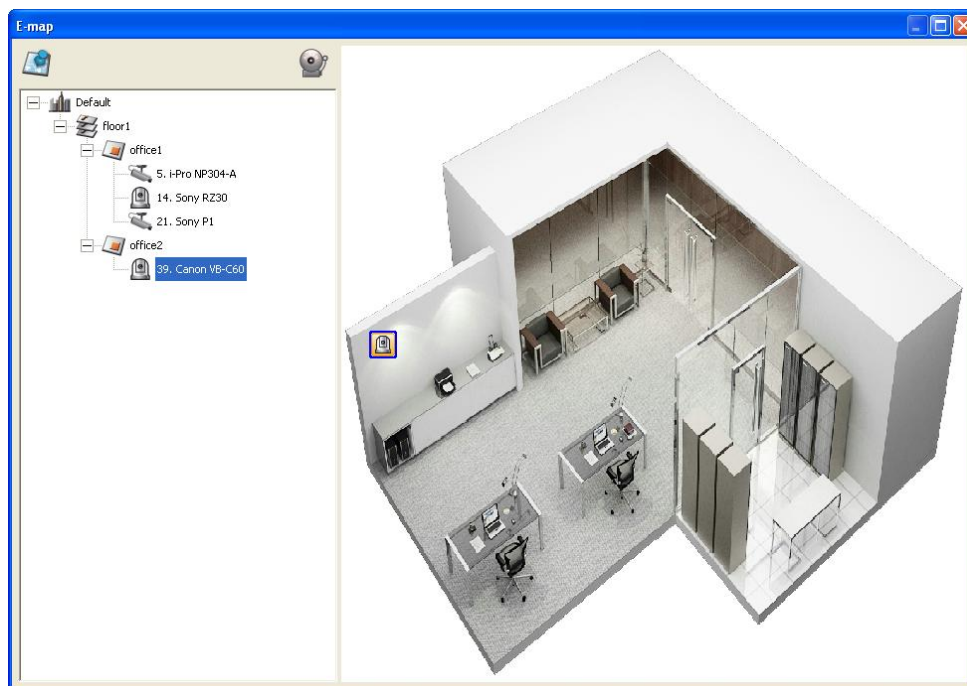 E-map
Default
floor1
office1
5. i-Pro NP304-A
14. Sony RZ30
21. Sony P1
office2
39. Canon VB-C60